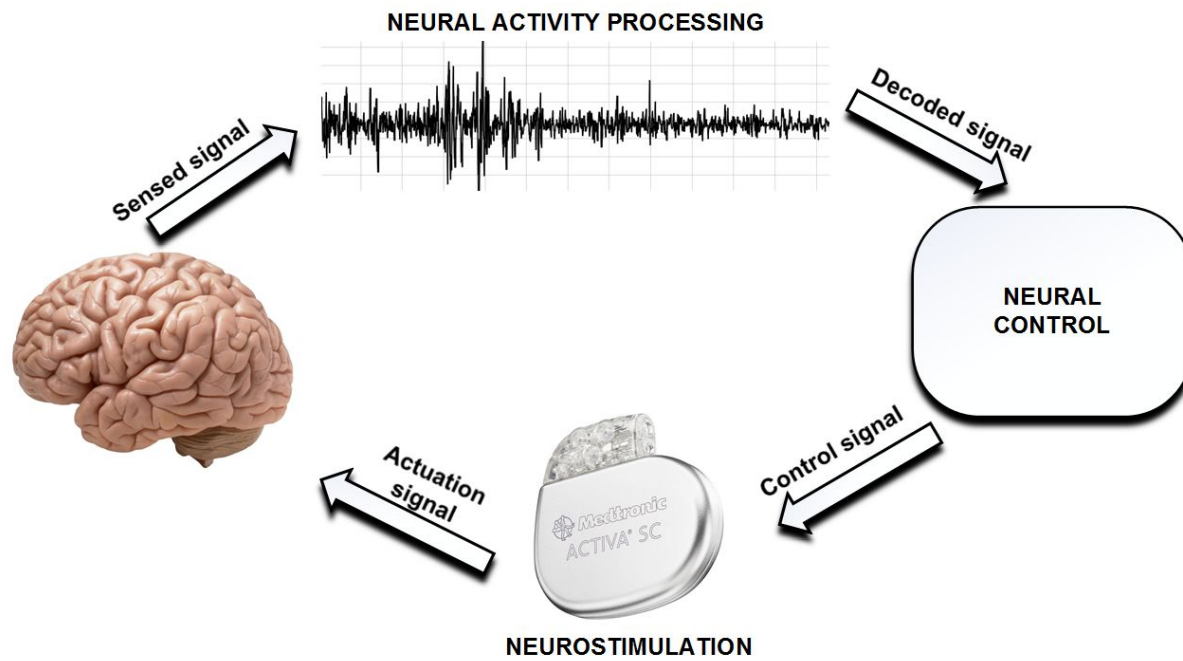 NEURAL ACTIVITY PROCESSING
Sensed signal
Decoded signal
NEURAL
CONTROL
Control signal
Medtronic
ACTIVA® SC
Actuation
signal
NEUROSTIMULATION